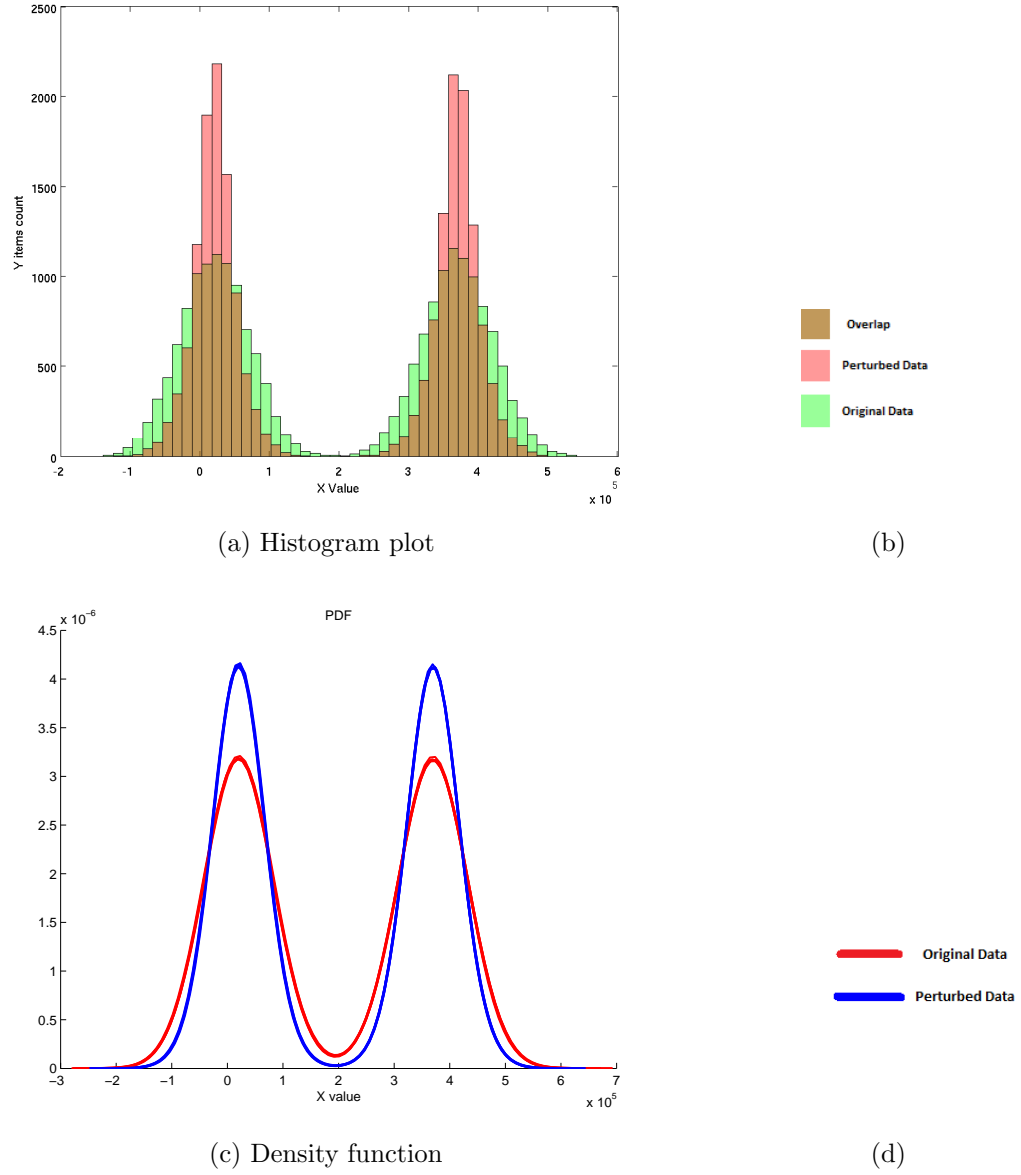 2500
2000
1500
1000
500
0
Y items count
-2 -1 0 1 2 3 4 5 6
X Value
x 10 5
Overlap
Perturbed Data
Original Data
(a) Histogram plot
(b)
x 10−6
PDF
4.5
4
3.5
3
2.5
2
1.5
1
0.5
0
−3 −2 −1 0 1 2 3 4 5 6 7
X value
x 105
Original Data
Perturbed Data
(c) Density function
(d)